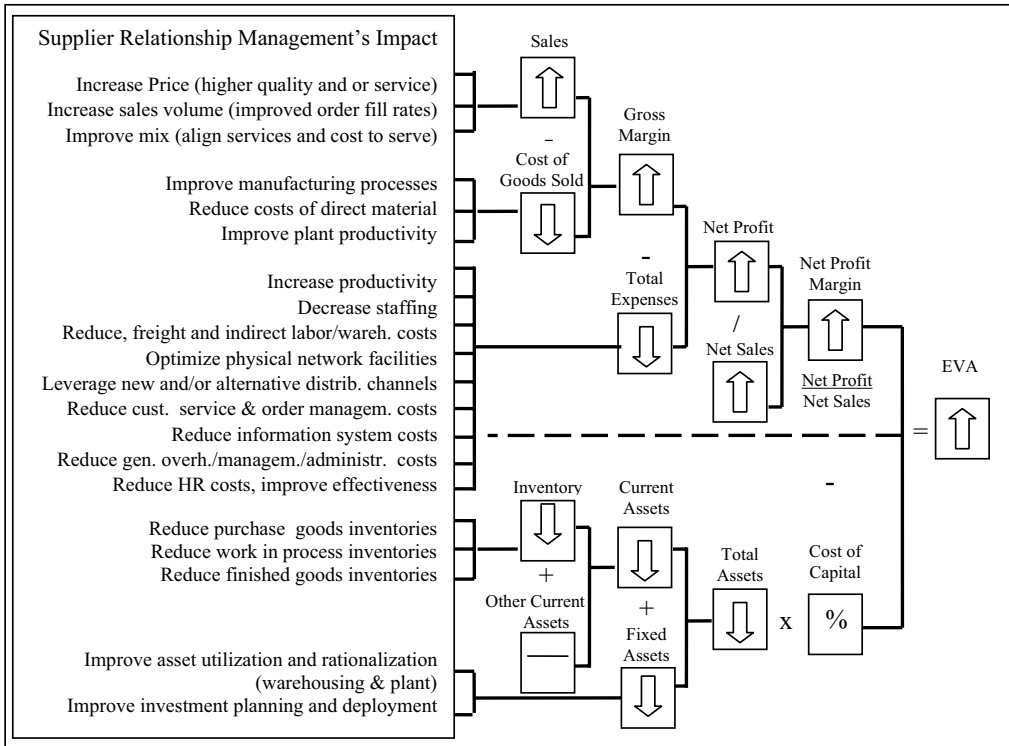 Supplier Relationship Management's Impact
Increase Price (higher quality and or service)
Increase sales volume (improved order fill rates)
Improve mix (align services and cost to serve)
Improve manufacturing processes
Reduce costs of direct material
Improve plant productivity
Increase productivity
Decrease staffing
Reduce, freight and indirect labor/wareh. costs
Optimize physical network facilities
Leverage new and/or alternative distrib. channels
Reduce cust. service & order managem. costs
Reduce information system costs
Reduce gen. overh./managem./administr. costs
Reduce HR costs, improve effectiveness
Reduce purchase goods inventories
Reduce work in process inventories
Reduce finished goods inventories
Improve asset utilization and rationalization
(warehousing & plant)
Improve investment planning and deployment
Sales
-
Cost of
Goods Sold
Gross
Margin
-
Total
Expenses
Net Profit
/
Net Sales
Net Profit
Margin
Net Profit
Net Sales
-
=
EVA
Inventory
+
Other Current
Assets
Current
Assets
+
Fixed
Assets
Total
Assets
x
Cost of
Capital
%